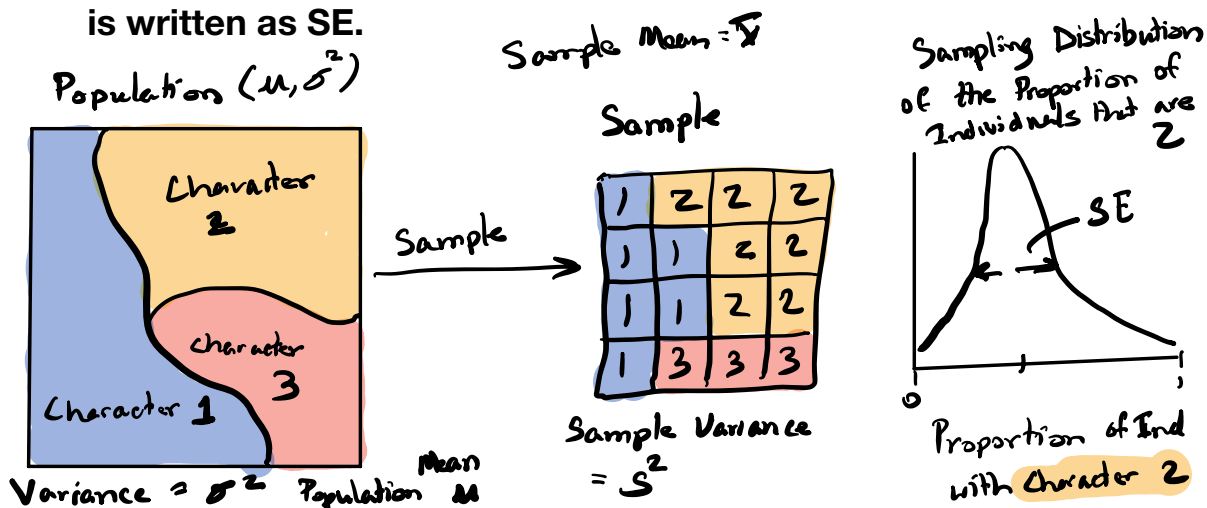 is written as SE.
Population (μ, σ²)
Character
2
Character
3
Character 1
Variance = σ² Population Mean μ
Sample
Sample Mean = x̄
Sample
1 2 2 2
1 1 2 2
1 1 2 2
1 3 3 3
Sample Variance
= S²
Sampling Distribution
of the Proportion of
Individuals that are
2
SE
0
1
Proportion of Ind
with Character 2